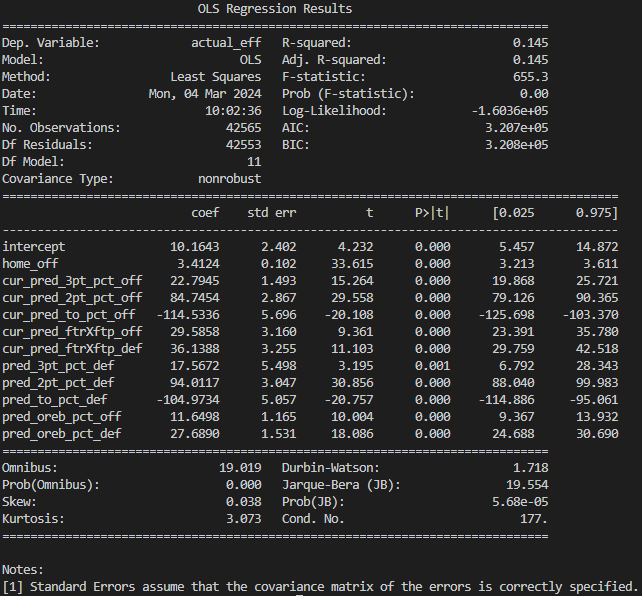 OLS Regression Results
==============================================================================
Dep. Variable:             actual_eff   R-squared:                       0.145
Model:                            OLS   Adj. R-squared:                  0.145
Method:                 Least Squares   F-statistic:                     655.3
Date:                Mon, 04 Mar 2024   Prob (F-statistic):               0.00
Time:                        10:02:36   Log-Likelihood:            -1.6036e+05
No. Observations:               42565   AIC:                         3.207e+05
Df Residuals:                   42553   BIC:                         3.208e+05
Df Model:                          11
Covariance Type:            nonrobust
========================================================================================
                           coef    std err          t      P>|t|      [0.025      0.975]
----------------------------------------------------------------------------------------
intercept               10.1643      2.402      4.232      0.000       5.457      14.872
home_off                 3.4124      0.102     33.615      0.000       3.213       3.611
cur_pred_3pt_pct_off    22.7945      1.493     15.264      0.000      19.868      25.721
cur_pred_2pt_pct_off    84.7454      2.867     29.558      0.000      79.126      90.365
cur_pred_to_pct_off   -114.5336      5.696    -20.108      0.000    -125.698    -103.370
cur_pred_ftrXftp_off    29.5858      3.160      9.361      0.000      23.391      35.780
cur_pred_ftrXftp_def    36.1388      3.255     11.103      0.000      29.759      42.518
pred_3pt_pct_def        17.5672      5.498      3.195      0.001       6.792      28.343
pred_2pt_pct_def        94.0117      3.047     30.856      0.000      88.040      99.983
pred_to_pct_def       -104.9734      5.057    -20.757      0.000    -114.886     -95.061
pred_oreb_pct_off       11.6498      1.165     10.004      0.000       9.367      13.932
pred_oreb_pct_def       27.6890      1.531     18.086      0.000      24.688      30.690
==============================================================================
Omnibus:                       19.019   Durbin-Watson:                   1.718
Prob(Omnibus):                  0.000   Jarque-Bera (JB):               19.554
Skew:                           0.038   Prob(JB):                     5.68e-05
Kurtosis:                       3.073   Cond. No.                         177.
==============================================================================
Notes:
[1] Standard Errors assume that the covariance matrix of the errors is correctly specified.